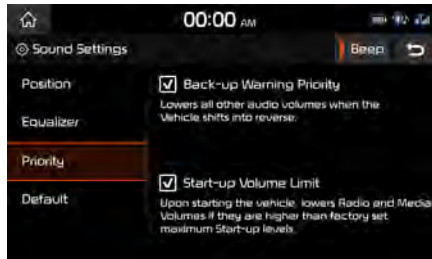 00:00 AM
Sound Settings
Beep
Position
Equalizer
Priority
Default
Back-up Warning Priority
Lowers all other audio volumes when the
Vehicle shifts into reverse.
Start-up Volume Limit
Upon starting the vehicle, lowers Radio and Media
Volumes if they are higher than factory set
maximum Start-up levels.